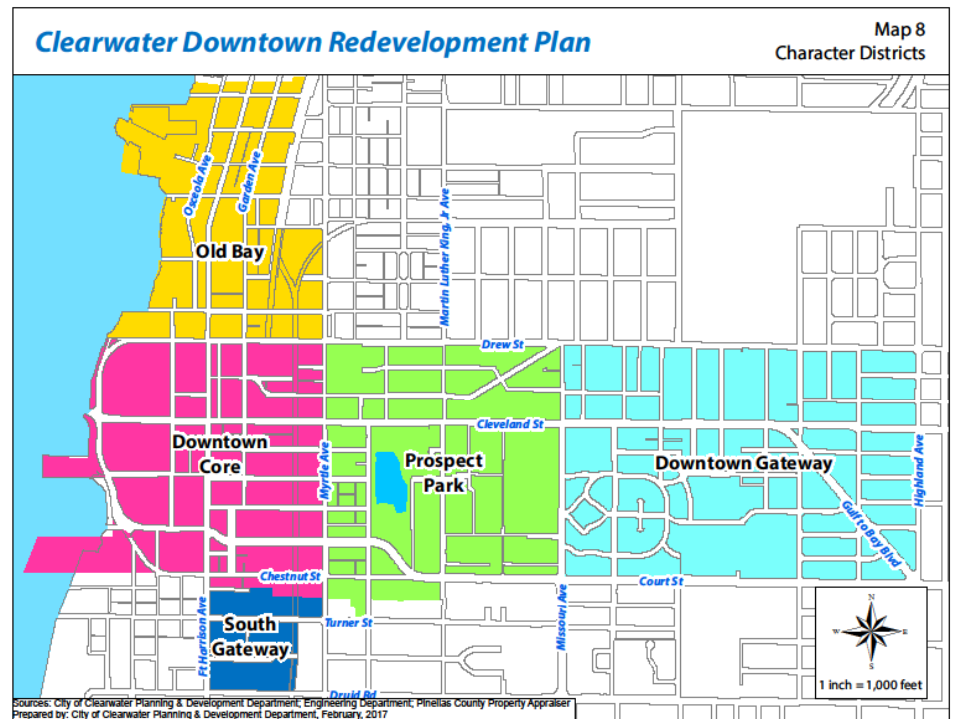 Clearwater Downtown Redevelopment Plan
Map 8
Character Districts
Osceola Ave
Garden Ave
Martin Luther King, Jr Ave
Old Bay
Drew St
Cleveland St
Downtown
Core
Myrtle Ave
Prospect
Park
Downtown Gateway
Highland Ave
Gulf to Bay Blvd
Chestnut St
Court St
Ft Harrison Ave
South
Gateway
Turner St
Missouri Ave
Druid Rd
N
W
E
S
1 inch = 1,000 feet
Sources: City of Clearwater Planning & Development Department; Engineering Department; Pinellas County Property Appraiser
Prepared by: City of Clearwater Planning & Development Department, February, 2017